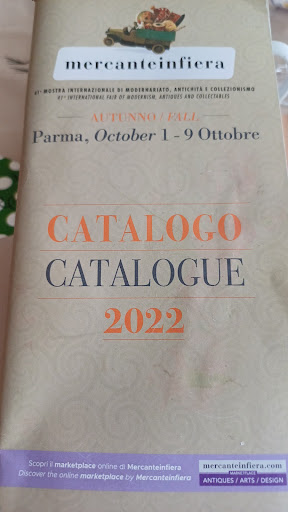 mercanteinfiera
41a MOSTRA INTERNAZIONALE DI MODERNARIATO, ANTICHITÀ E COLLEZIONISMO
41st INTERNATIONAL FAIR OF MODERNISM, ANTIQUES AND COLLECTABLES
AUTUNNO / FALL
Parma, October 1 - 9 Ottobre
CATALOGO
CATALOGUE
2022
Scopri il marketplace online di Mercanteinfiera
Discover the online marketplace by Mercanteinfiera
mercanteinfiera.com
MARKETPLACE
ANTIQUES / ARTS / DESIGN